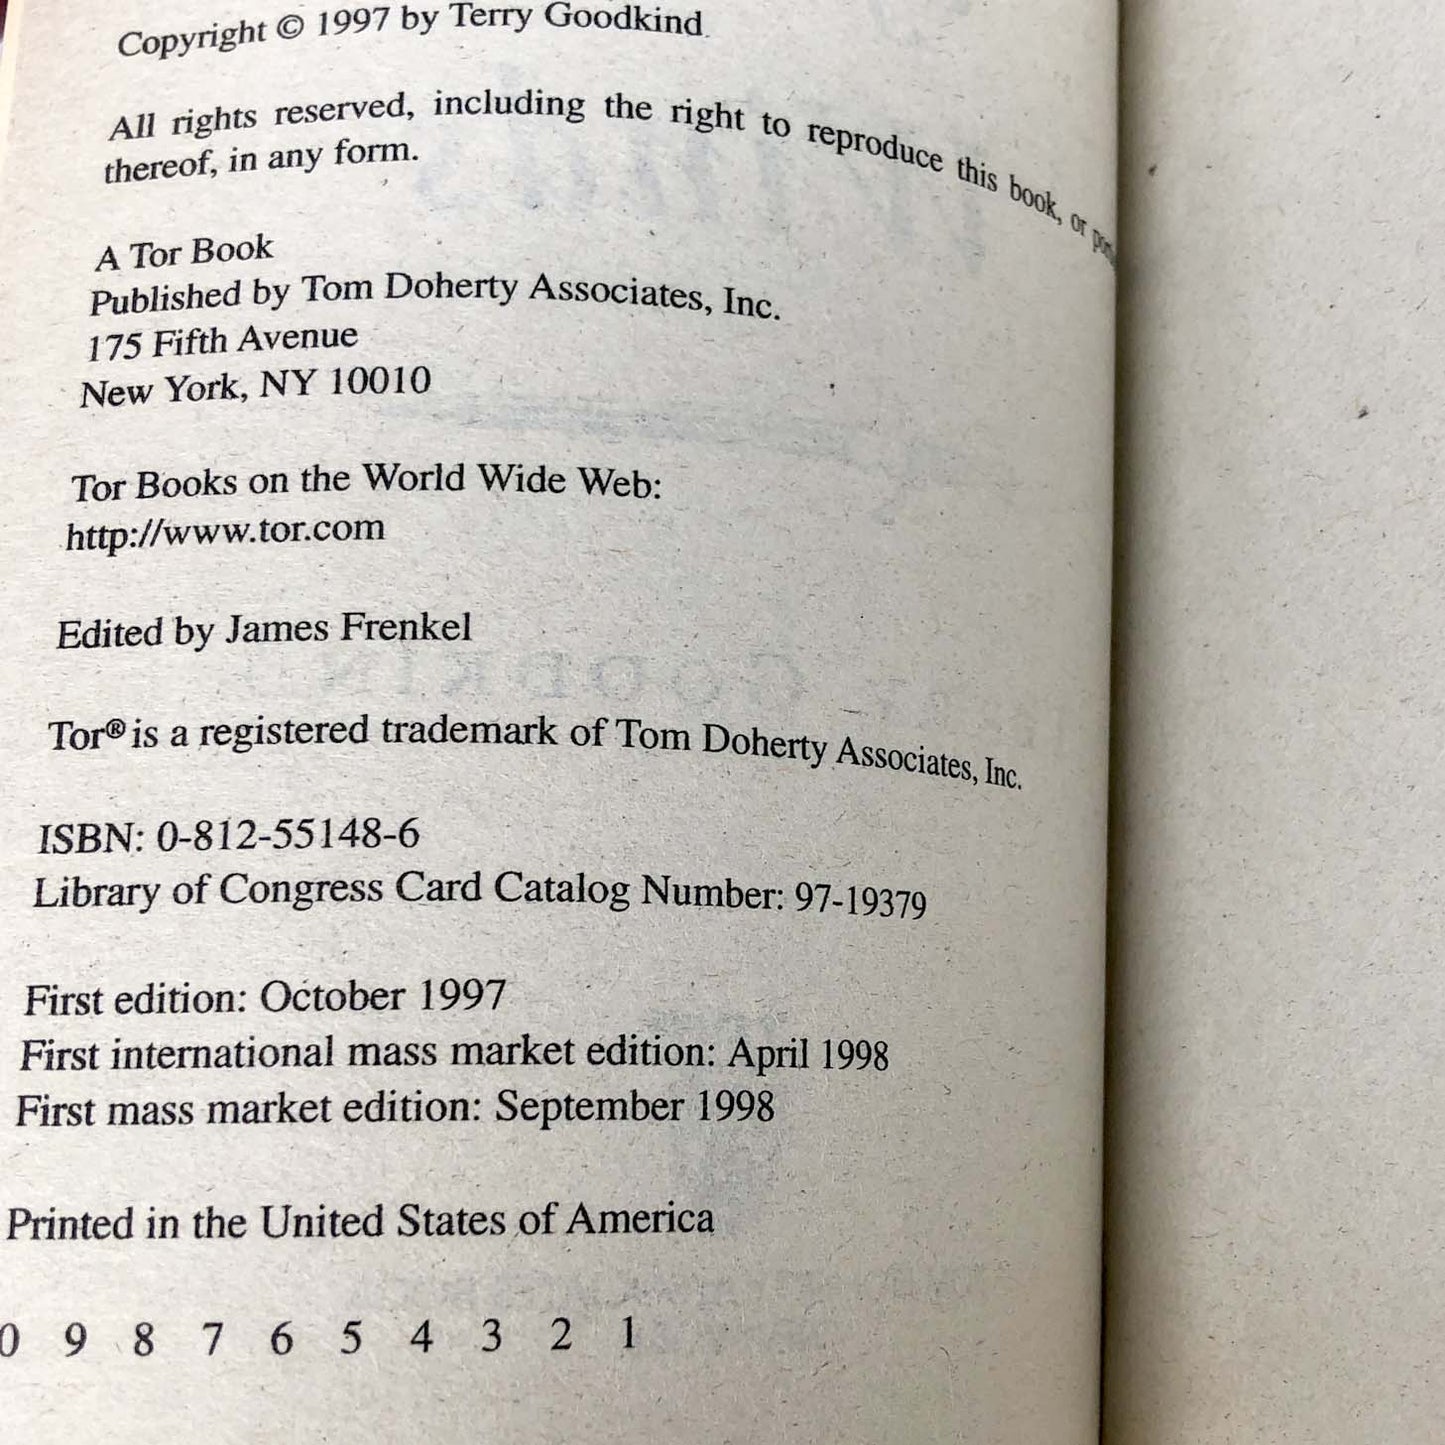 Copyright © 1997 by Terry Goodkind
All rights reserved, including the right to reproduce this book, or
thereof, in any form.
A Tor Book
Published by Tom Doherty Associates, Inc.
175 Fifth Avenue
New York, NY 10010
Tor Books on the World Wide Web:
http://www.tor.com
Edited by James Frenkel
Tor® is a registered trademark of Tom Doherty Associates, Inc.
ISBN: 0-812-55148-6
Library of Congress Card Catalog Number: 97-19379
First edition: October 1997
First international mass market edition: April 1998
First mass market edition: September 1998
Printed in the United States of America
0 9 8 7 6 5 4 3 2 1